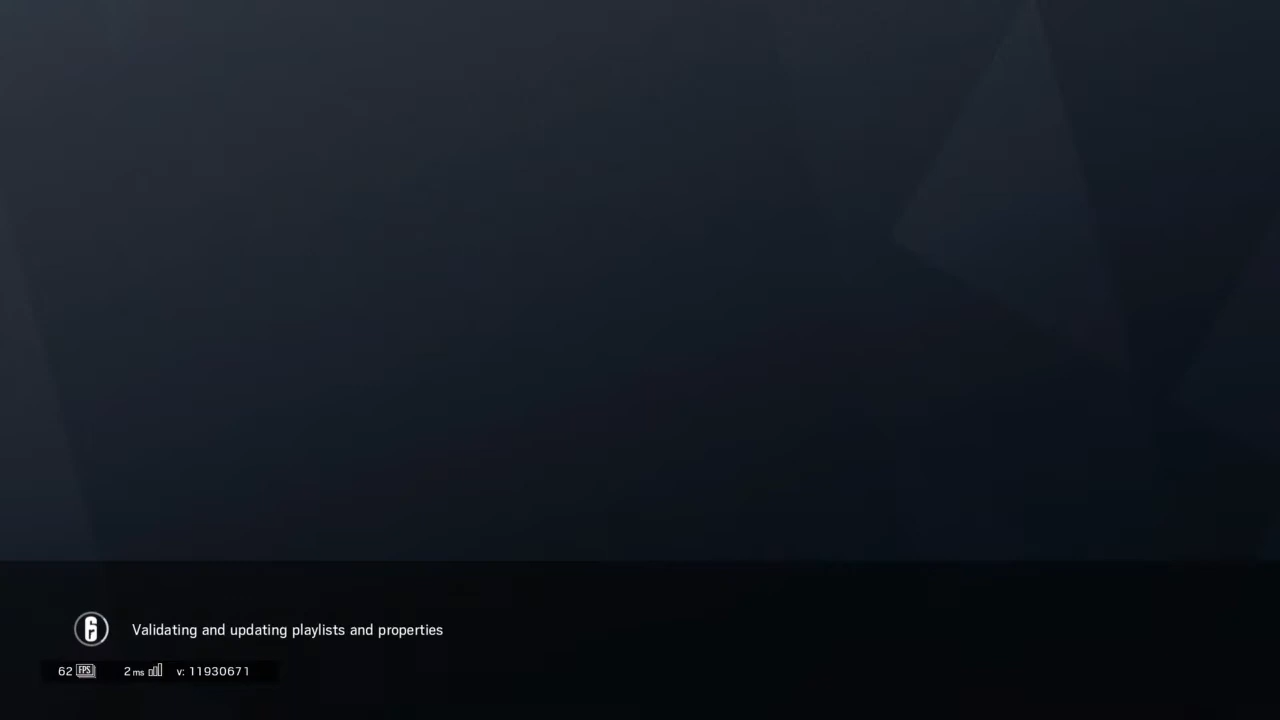 Validating and updating playlists and properties
62 FPS 2 ms v: 11930671